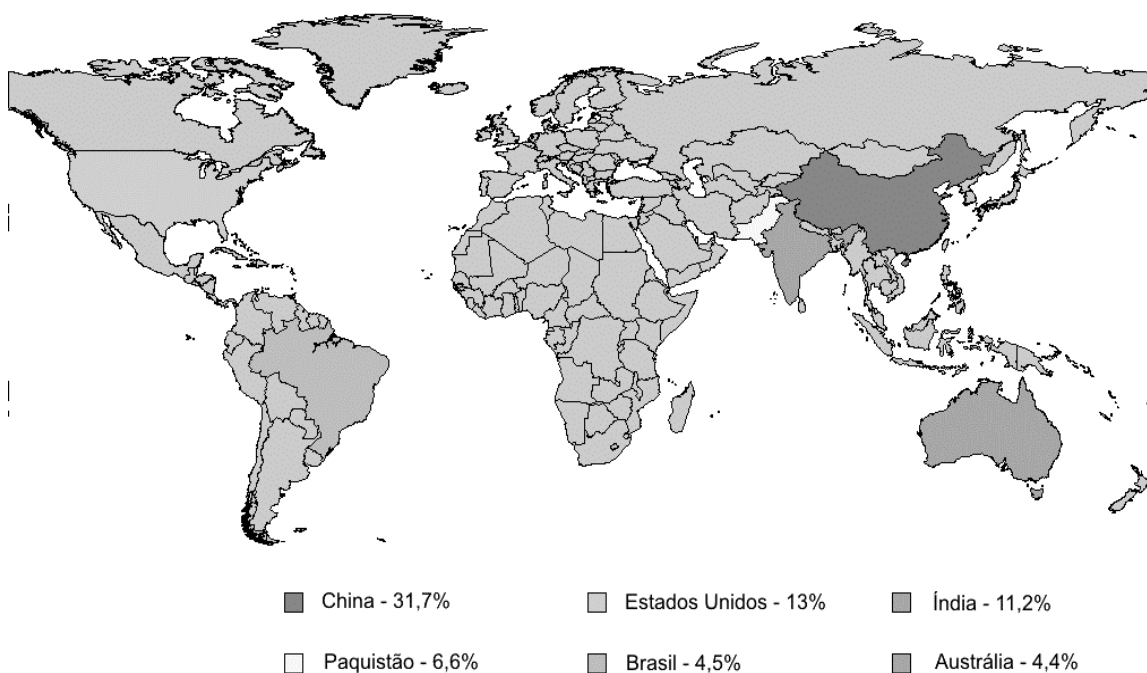 China - 31,7% Estados Unidos - 13% Índia - 11,2%
Paquistão - 6,6% Brasil - 4,5% Austrália - 4,4%